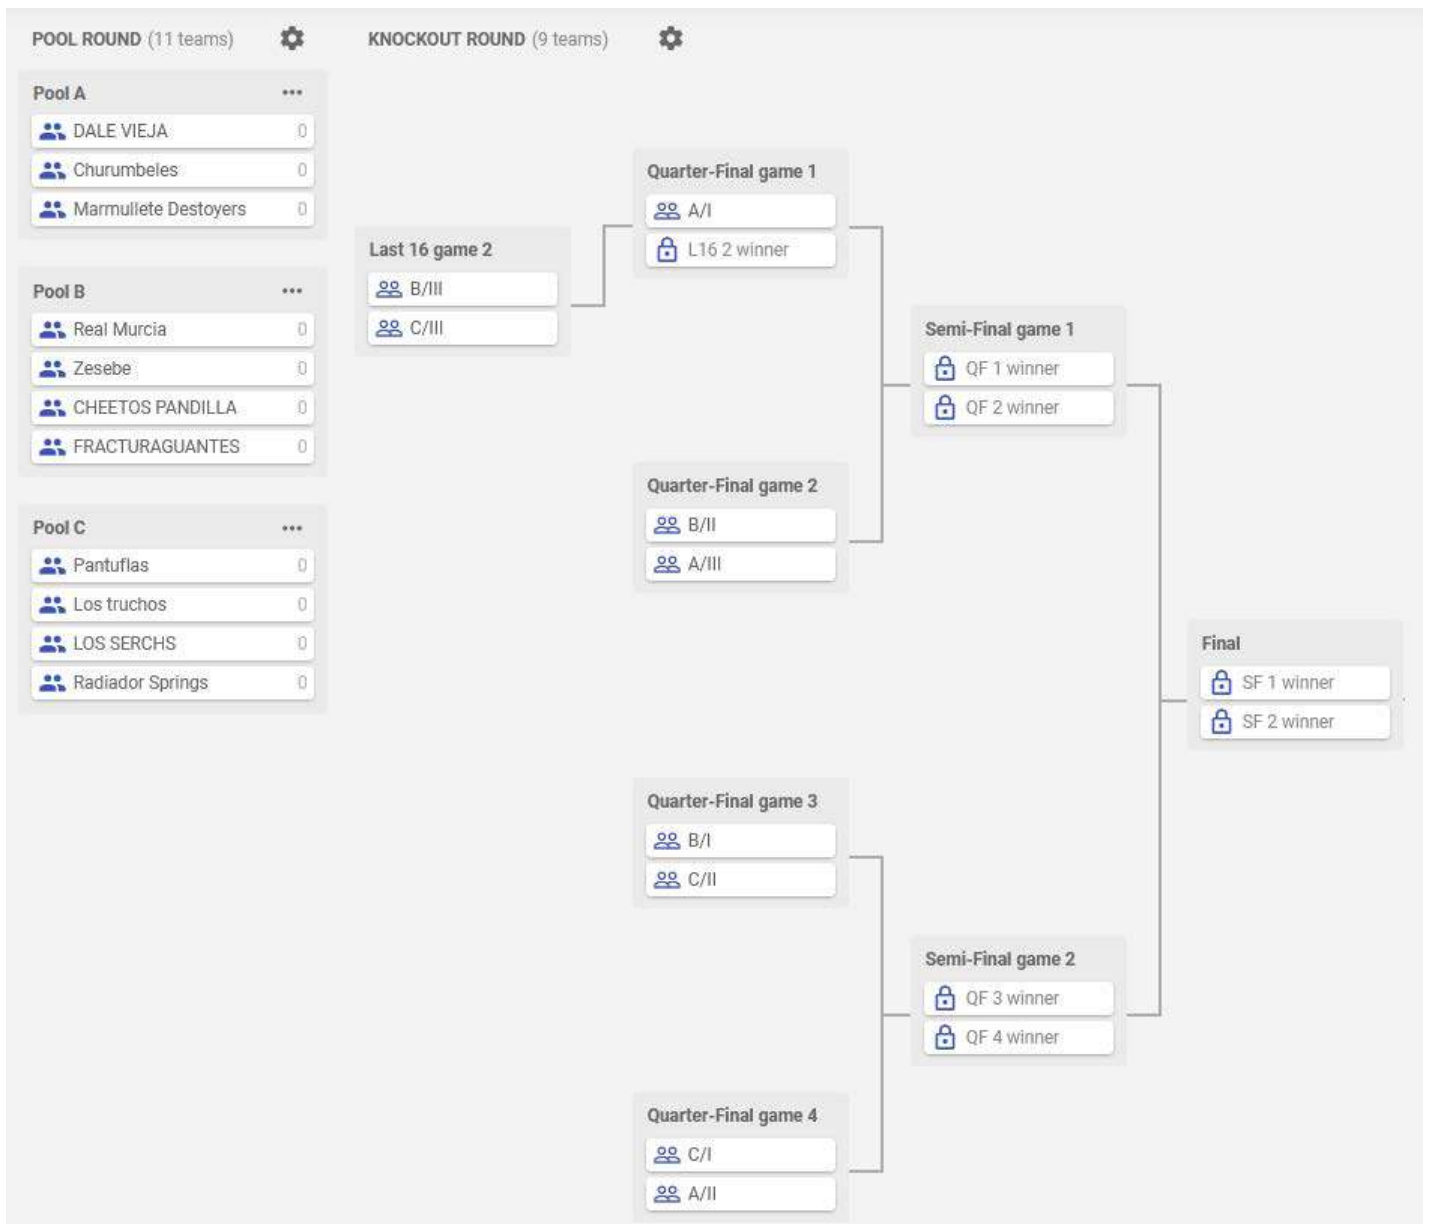 POOL ROUND (11 teams)
KNOCKOUT ROUND (9 teams)
Pool A
DALE VIEJA 0
Churumbeles 0
Marmullete Destoyers 0
Pool B
Real Murcia 0
Zesebe 0
CHEETOS PANDILLA 0
FRACTURAGUANTES 0
Pool C
Pantuflas 0
Los truchos 0
LOS SERCHS 0
Radiador Springs 0
Last 16 game 2
B/III
C/III
Quarter-Final game 1
A/I
L16 2 winner
Quarter-Final game 2
B/II
A/III
Quarter-Final game 3
B/I
C/II
Quarter-Final game 4
C/I
A/II
Semi-Final game 1
QF 1 winner
QF 2 winner
Semi-Final game 2
QF 3 winner
QF 4 winner
Final
SF 1 winner
SF 2 winner